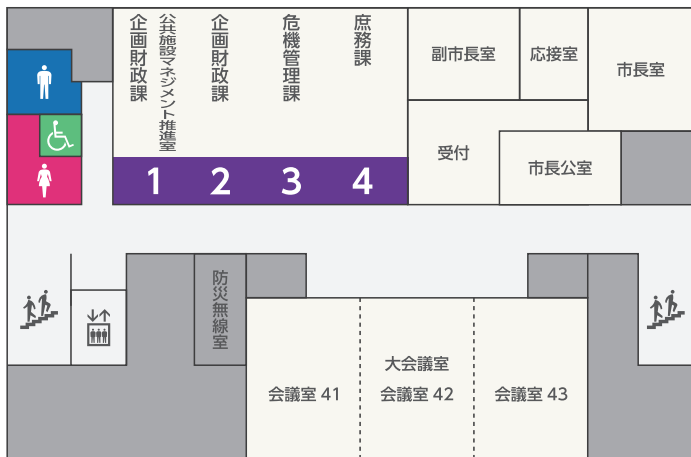 企画財政課
公共施設マネジメント推進室
企画財政課
危機管理課
庶務課
副市長室
応接室
市長室
受付
市長公室
1
2
3
4
防災無線室
大会議室
会議室 41
会議室 42
会議室 43